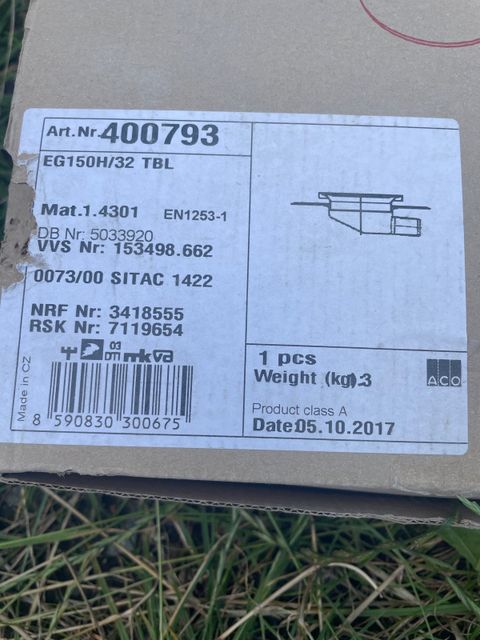 Art.Nr. 400793
EG150H/32 TBL
Mat.1.4301 EN1253-1
DB Nr: 5033920
VVS Nr: 153498.662
0073/00 SITAC 1422
NRF Nr: 3418555
RSK Nr: 7119654
mkva
Made in CZ
8 590830 300675
1 pcs
Weight (kg):3
ACO
Product class A
Date:05.10.2017